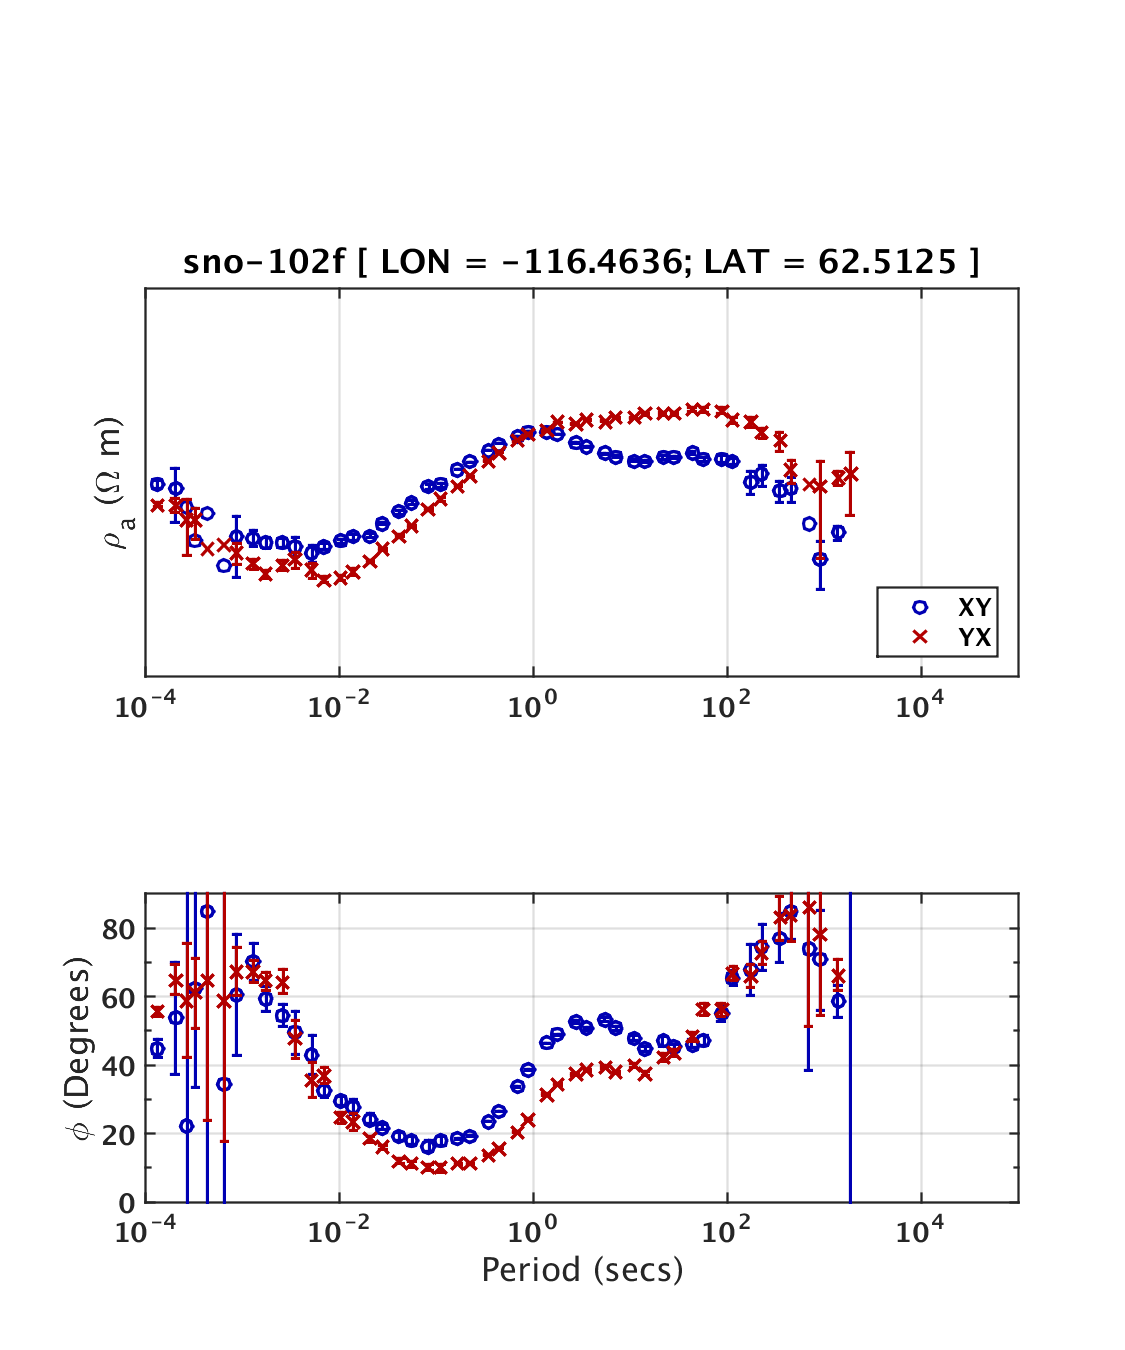 sno-102f [ LON = -116.4636; LAT = 62.5125 ]
ρa (Ω m)
XY
YX
10^-4 10^-2 10^0 10^2 10^4
80
60
40
20
0
φ (Degrees)
10^-4 10^-2 10^0 10^2 10^4
Period (secs)